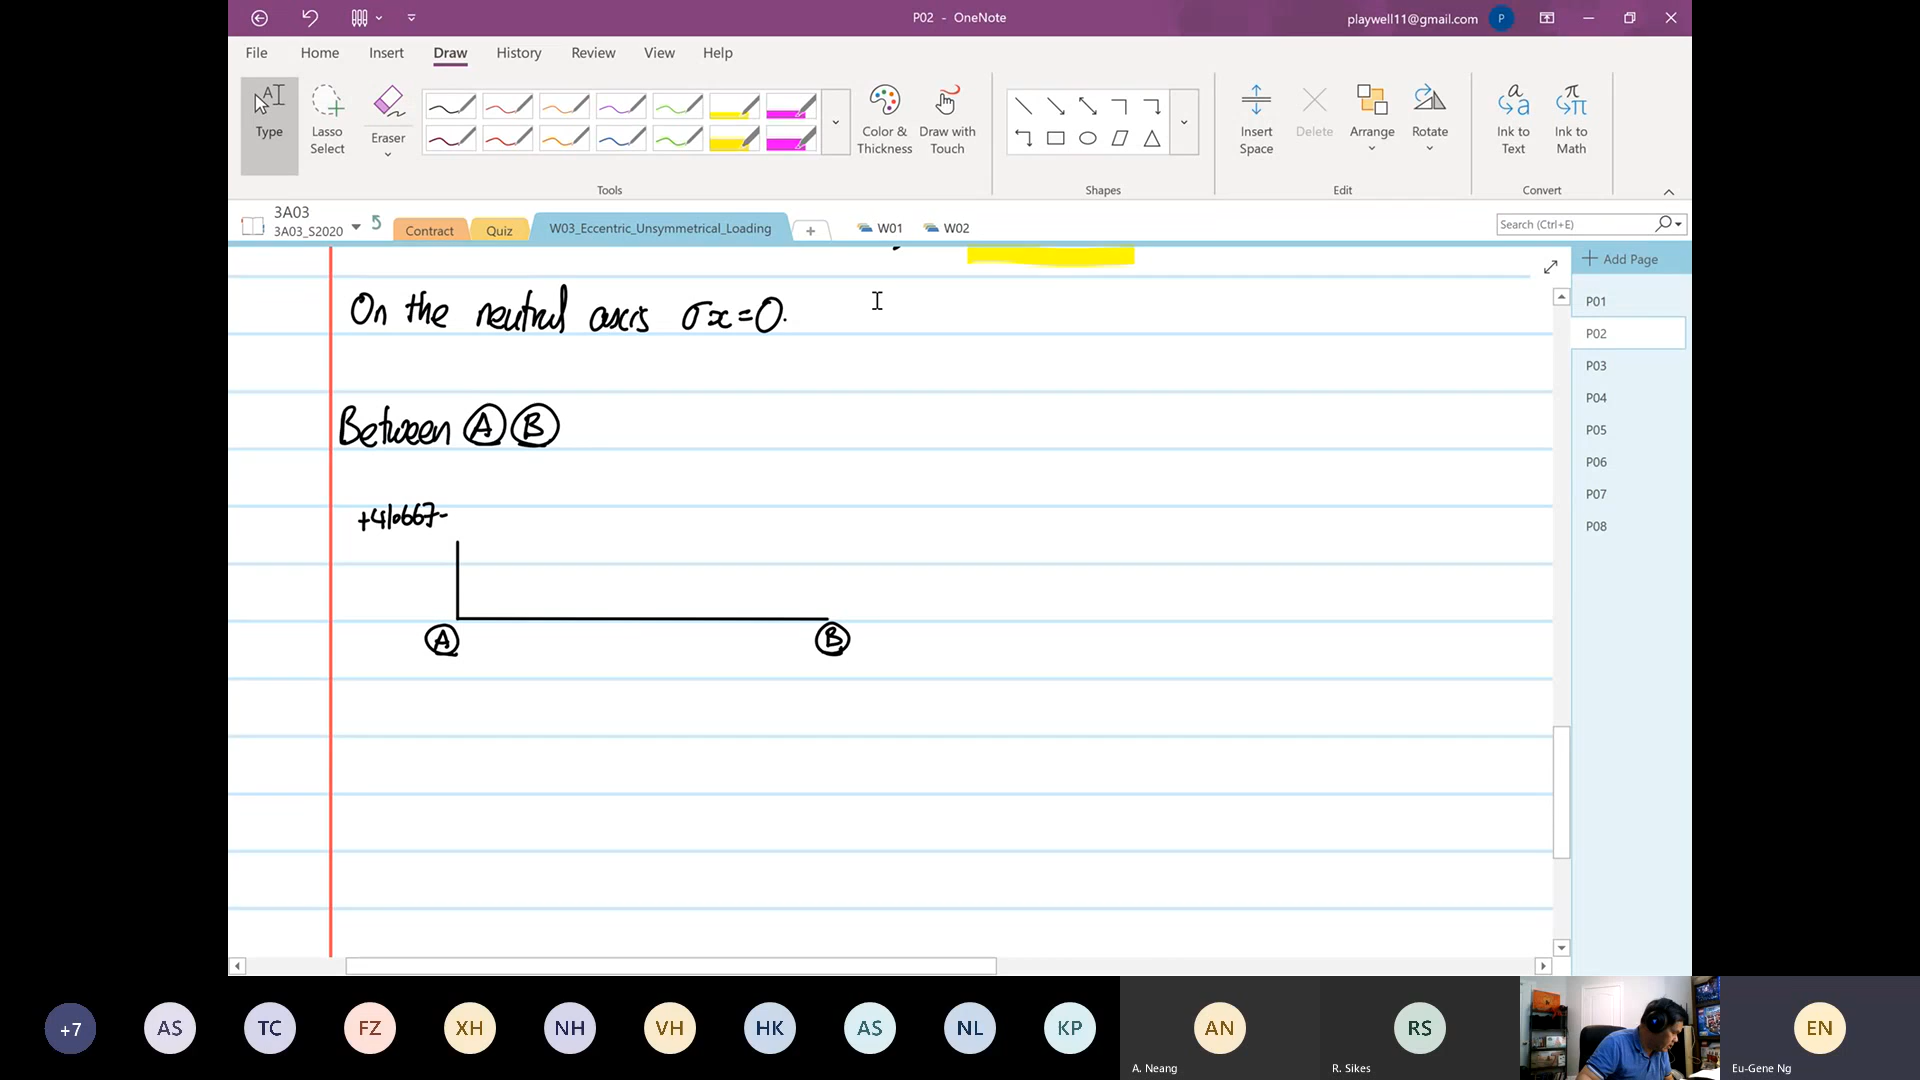 P02 - OneNote
playwell11@gmail.com
P
File Home Insert Draw History Review View Help
Type
Lasso Select
Eraser
Color & Thickness
Draw with Touch
Insert Space
Delete
Arrange
Rotate
Ink to Text
Ink to Math
Tools
Shapes
Edit
Convert
3A03
3A03_S2020
Contract
Quiz
W03_Eccentric_Unsymmetrical_Loading
W01
W02
Search (Ctrl+E)
Add Page
P01
P02
P03
P04
P05
P06
P07
P08
On the neutral axis σx=0.
Between A B
A
B
+7
AS
TC
FZ
XH
NH
VH
HK
AS
NL
KP
AN
A. Neang
RS
R. Sikes
EN
Eu-Gene Ng